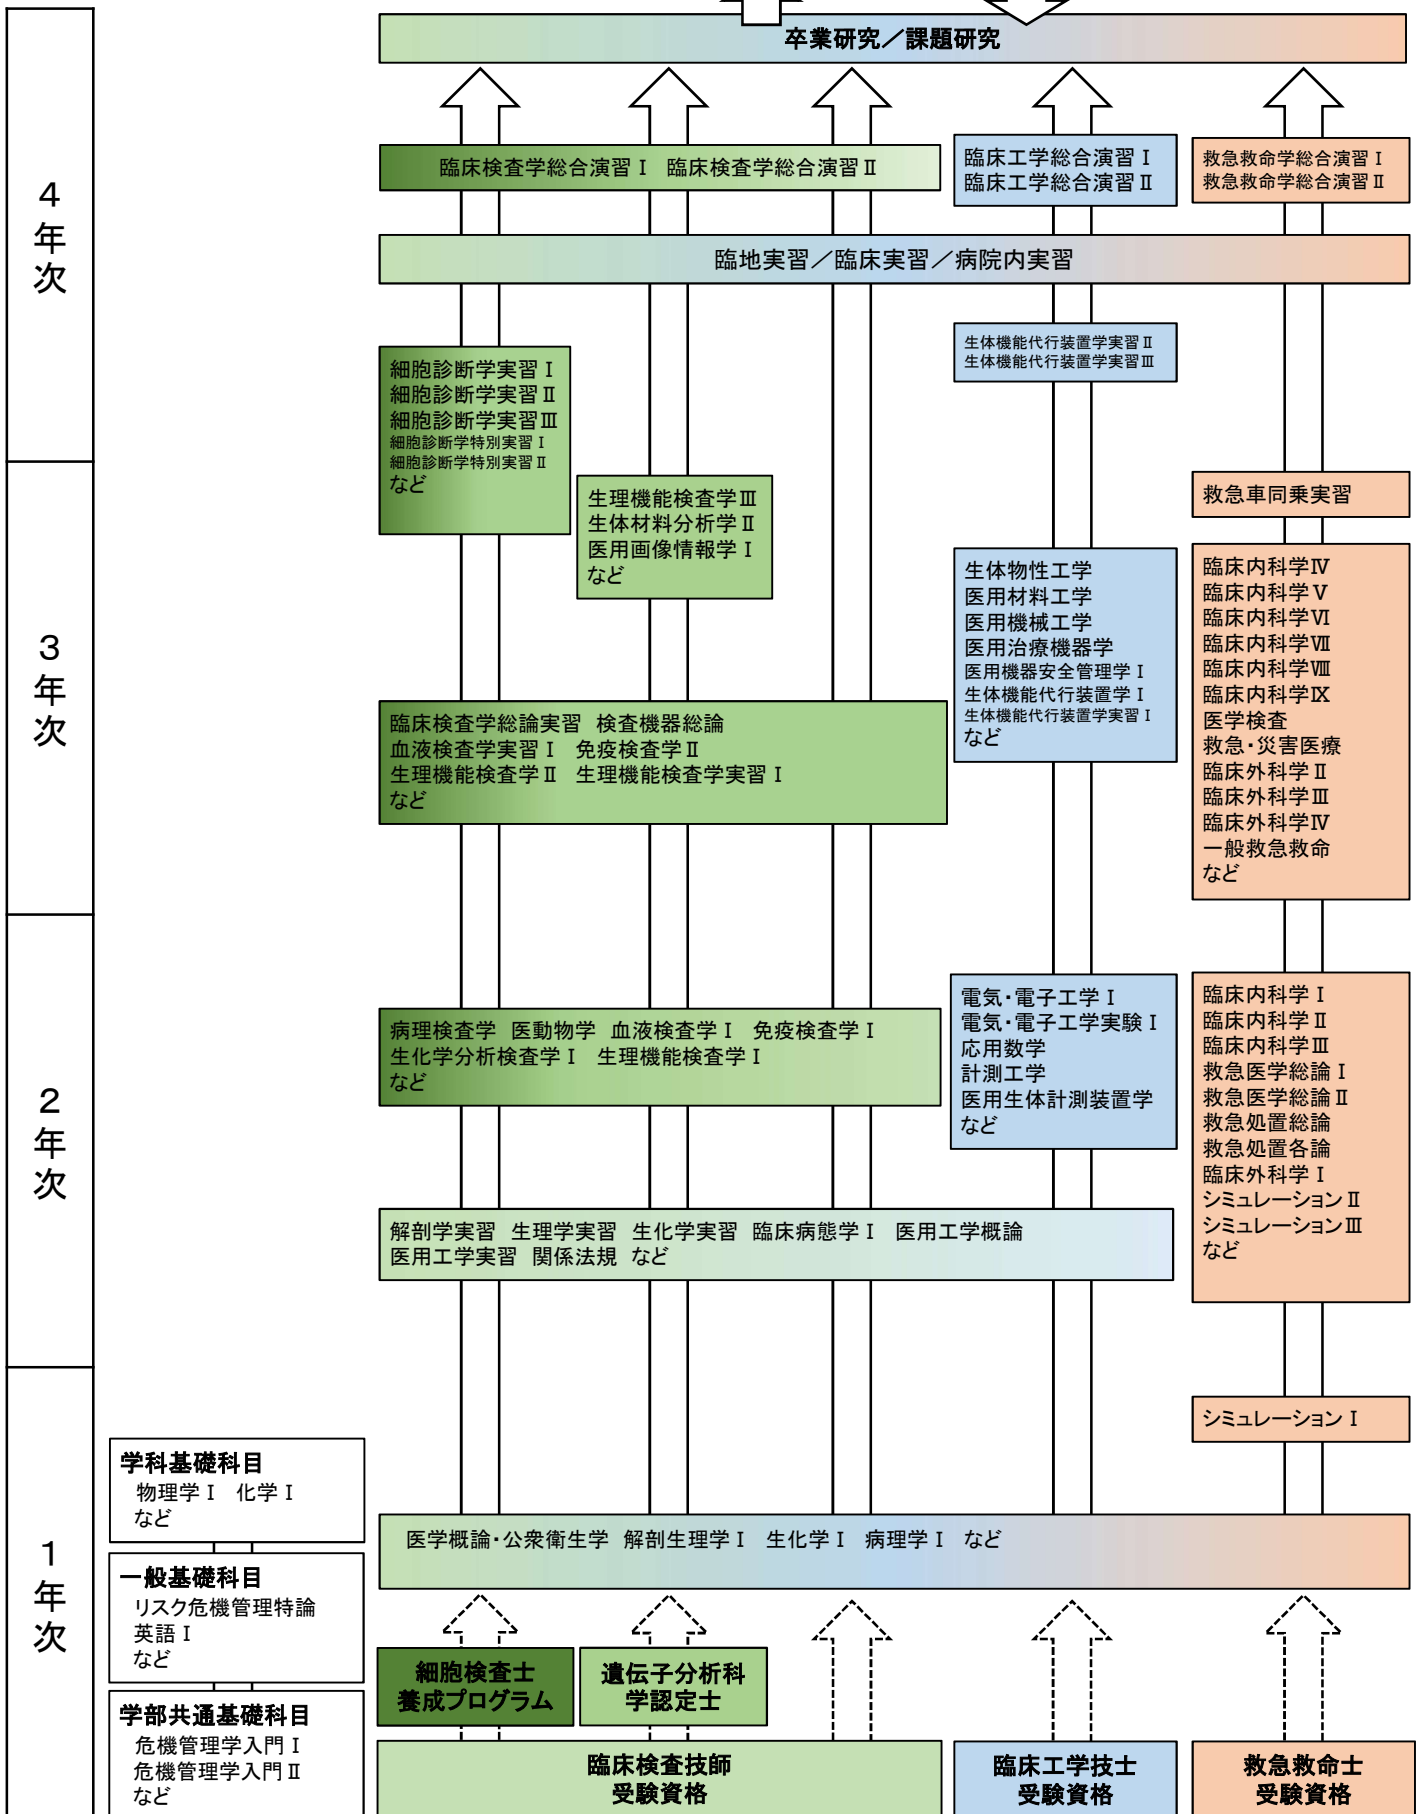 卒業研究／課題研究
4年次
臨床検査学総合演習Ⅰ 臨床検査学総合演習Ⅱ
臨床工学総合演習Ⅰ
臨床工学総合演習Ⅱ
救急救命学総合演習Ⅰ
救急救命学総合演習Ⅱ
臨地実習／臨床実習／病院内実習
生体機能代行装置学実習Ⅱ
生体機能代行装置学実習Ⅲ
細胞診断学実習Ⅰ
細胞診断学実習Ⅱ
細胞診断学実習Ⅲ
細胞診断学特別実習Ⅰ
細胞診断学特別実習Ⅱ
など
3年次
生理機能検査学Ⅲ
生体材料分析学Ⅱ
医用画像情報学Ⅰ
など
救急車同乗実習
生体物性工学
医用材料工学
医用機械工学
医用治療機器学
医用機器安全管理学Ⅰ
生体機能代行装置学Ⅰ
生体機能代行装置学実習Ⅰ
など
臨床内科学Ⅳ
臨床内科学Ⅴ
臨床内科学Ⅵ
臨床内科学Ⅶ
臨床内科学Ⅷ
臨床内科学Ⅸ
医学検査
救急・災害医療
臨床外科学Ⅱ
臨床外科学Ⅲ
臨床外科学Ⅳ
一般救急救命
など
臨床検査学総論実習 検査機器総論
血液検査学実習Ⅰ 免疫検査学Ⅱ
生理機能検査学Ⅱ 生理機能検査学実習Ⅰ
など
2年次
病理検査学 医動物学 血液検査学Ⅰ 免疫検査学Ⅰ
生化学分析検査学Ⅰ 生理機能検査学Ⅰ
など
電気・電子工学Ⅰ
電気・電子工学実験Ⅰ
応用数学
計測工学
医用生体計測装置学
など
臨床内科学Ⅰ
臨床内科学Ⅱ
臨床内科学Ⅲ
救急医学総論Ⅰ
救急医学総論Ⅱ
救急処置総論
救急処置各論
臨床外科学Ⅰ
シミュレーションⅡ
シミュレーションⅢ
など
解剖学実習 生理学実習 生化学実習 臨床病態学Ⅰ 医用工学概論
医用工学実習 関係法規 など
1年次
シミュレーションⅠ
学科基礎科目
物理学Ⅰ 化学Ⅰ
など
医学概論・公衆衛生学 解剖生理学Ⅰ 生化学Ⅰ 病理学Ⅰ など
一般基礎科目
リスク危機管理特論
英語Ⅰ
など
学部共通基礎科目
危機管理学入門Ⅰ
危機管理学入門Ⅱ
など
細胞検査士
養成プログラム
遺伝子分析科
学認定士
臨床検査技師
受験資格
臨床工学技士
受験資格
救急救命士
受験資格